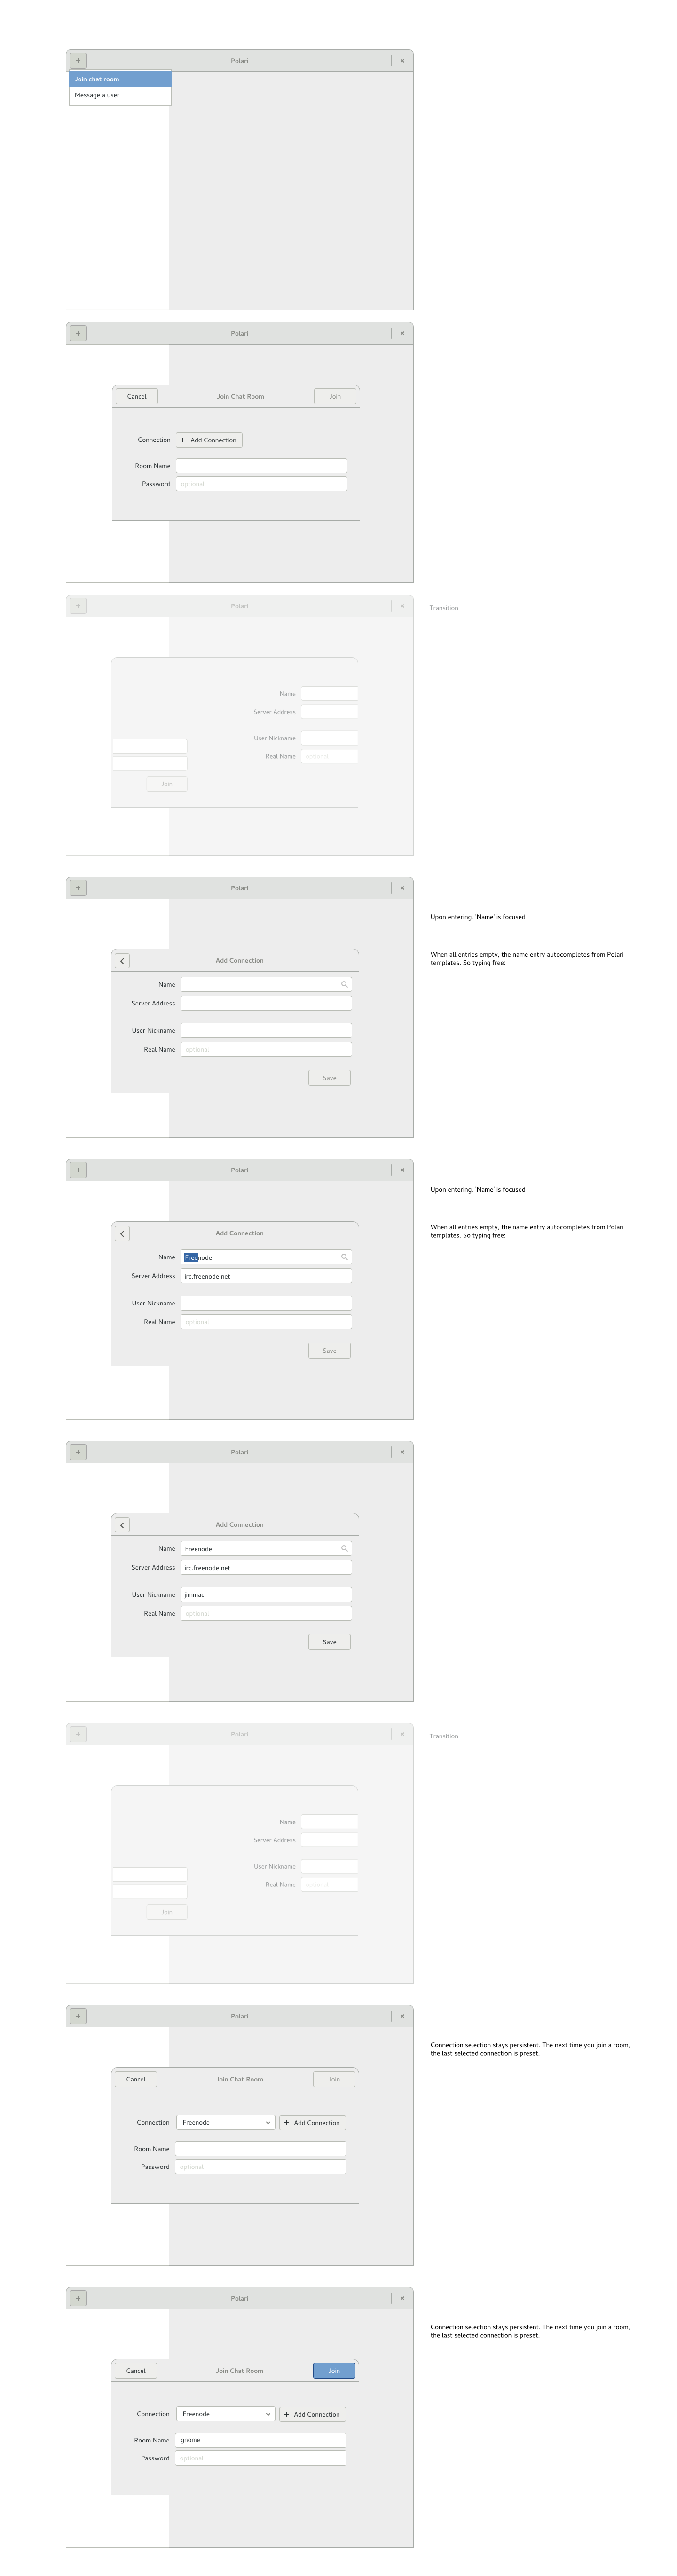 + Polari ×
Join chat room
Message a user
+ Polari ×
Cancel Join Chat Room Join
Connection + Add Connection
Room Name
Password optional
+ Polari ×
Transition
Name
Server Address
User Nickname
Real Name optional
Join
+ Polari ×
Upon entering, 'Name' is focused
When all entries empty, the name entry autocompletes from Polari
templates. So typing free:
Add Connection
Name
Server Address
User Nickname
Real Name optional
Save
+ Polari ×
Upon entering, 'Name' is focused
When all entries empty, the name entry autocompletes from Polari
templates. So typing free:
Add Connection
Name Freenode
Server Address irc.freenode.net
User Nickname
Real Name optional
Save
+ Polari ×
Add Connection
Name Freenode
Server Address irc.freenode.net
User Nickname jimmac
Real Name optional
Save
+ Polari ×
Transition
Name
Server Address
User Nickname
Real Name optional
Join
+ Polari ×
Connection selection stays persistent. The next time you join a room,
the last selected connection is preset.
Cancel Join Chat Room Join
Connection Freenode + Add Connection
Room Name
Password optional
+ Polari ×
Connection selection stays persistent. The next time you join a room,
the last selected connection is preset.
Cancel Join Chat Room Join
Connection Freenode + Add Connection
Room Name gnome
Password optional